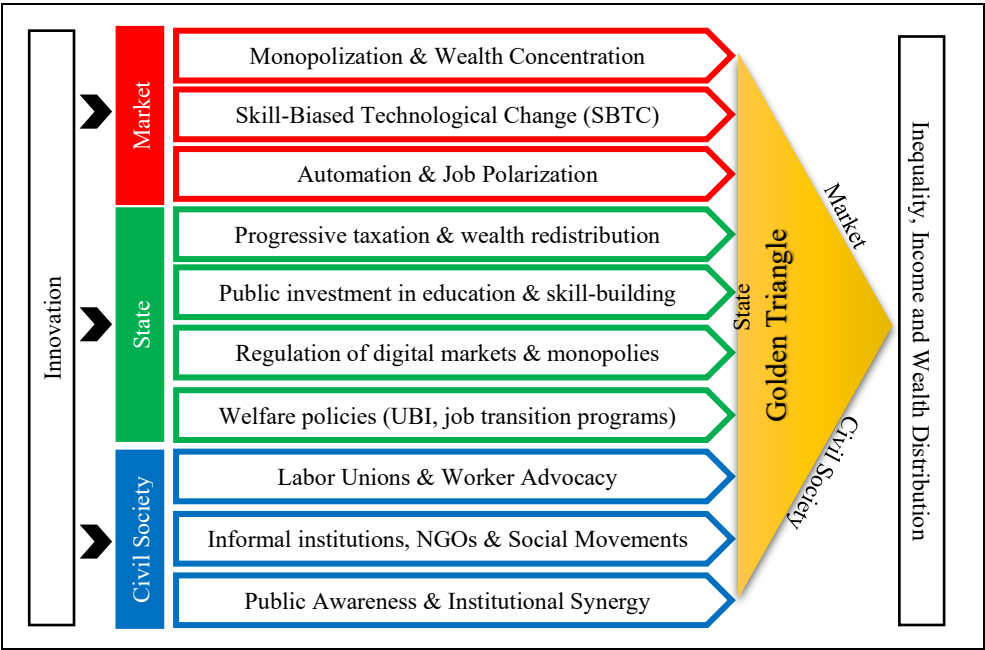 Innovation
Market
Monopolization & Wealth Concentration
Skill-Biased Technological Change (SBTC)
Automation & Job Polarization
State
Progressive taxation & wealth redistribution
Public investment in education & skill-building
Regulation of digital markets & monopolies
Welfare policies (UBI, job transition programs)
Civil Society
Labor Unions & Worker Advocacy
Informal institutions, NGOs & Social Movements
Public Awareness & Institutional Synergy
State
Golden Triangle
Market
Civil Society
Inequality, Income and Wealth Distribution